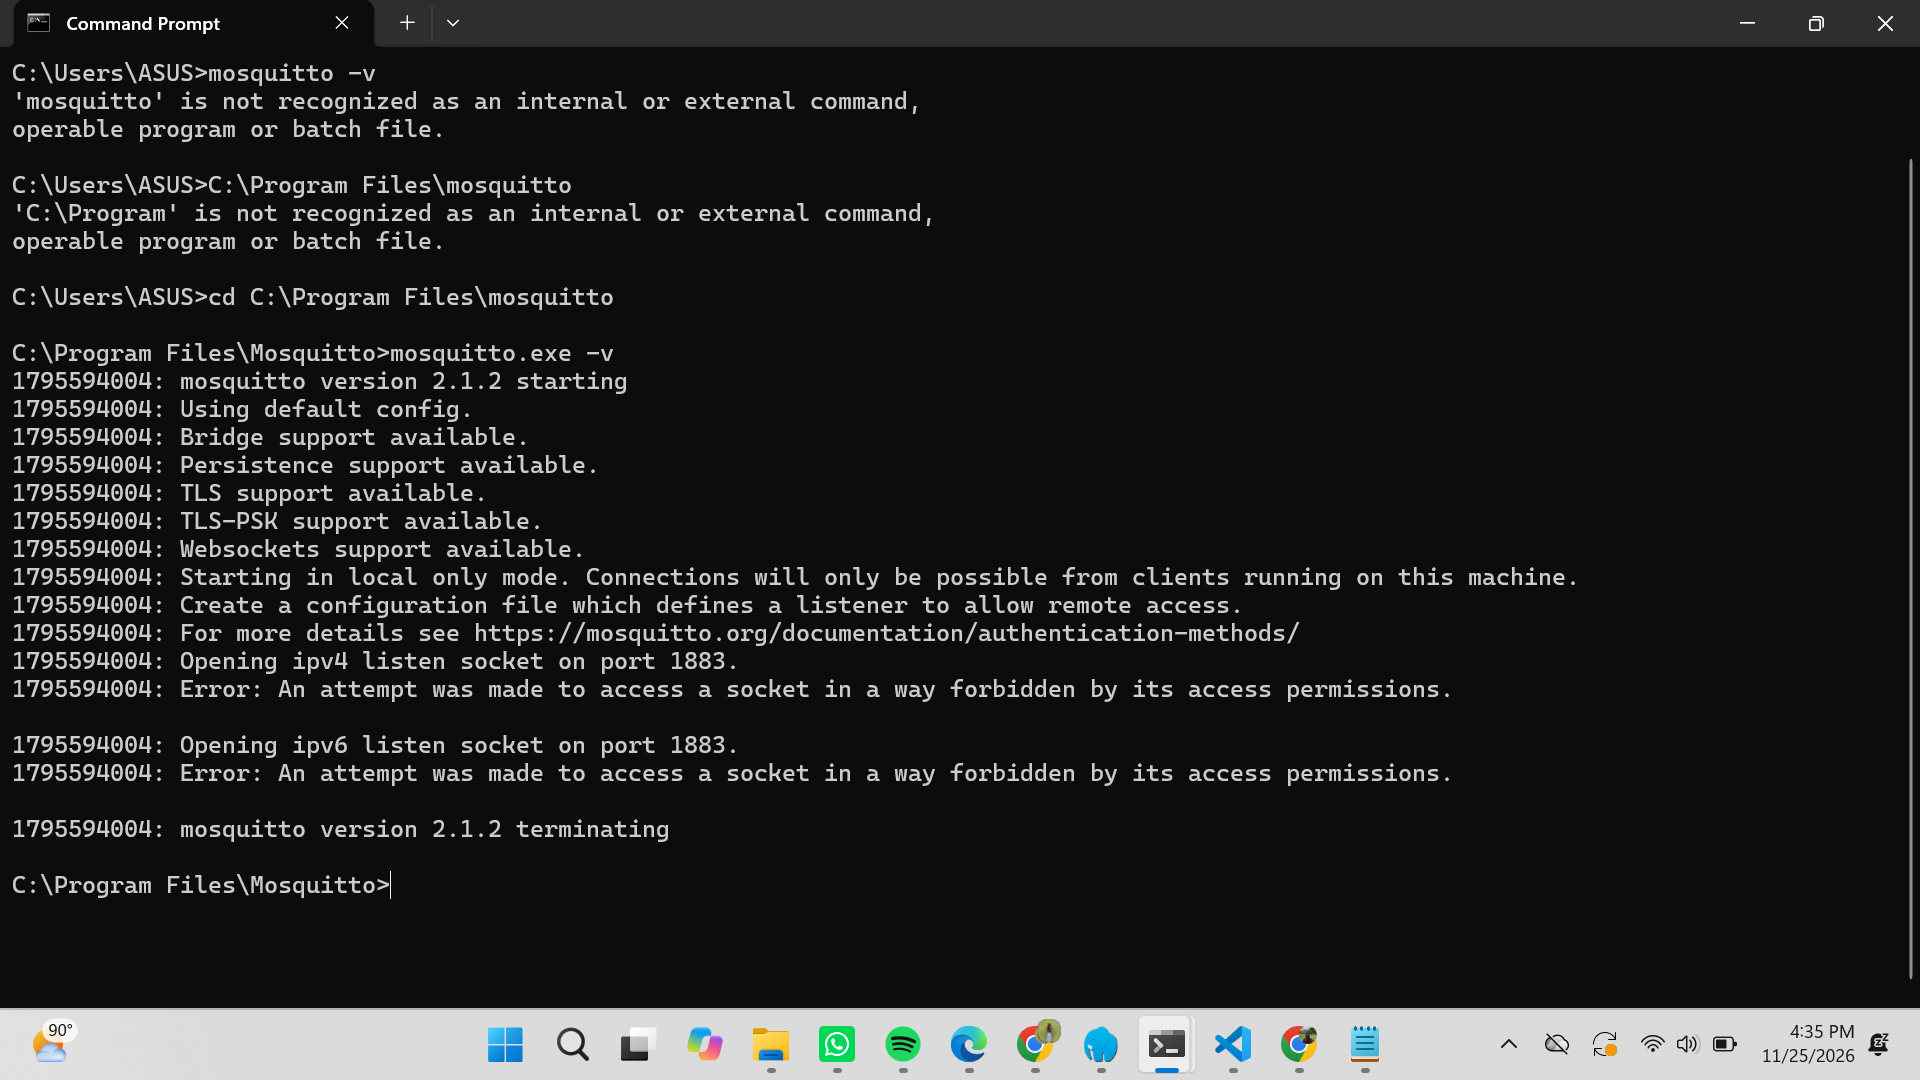 Command Prompt
C:\Users\ASUS>mosquitto -v
'mosquitto' is not recognized as an internal or external command,
operable program or batch file.
C:\Users\ASUS>C:\Program Files\mosquitto
'C:\Program' is not recognized as an internal or external command,
operable program or batch file.
C:\Users\ASUS>cd C:\Program Files\mosquitto
C:\Program Files\Mosquitto>mosquitto.exe -v
1795594004: mosquitto version 2.1.2 starting
1795594004: Using default config.
1795594004: Bridge support available.
1795594004: Persistence support available.
1795594004: TLS support available.
1795594004: TLS-PSK support available.
1795594004: Websockets support available.
1795594004: Starting in local only mode. Connections will only be possible from clients running on this machine.
1795594004: Create a configuration file which defines a listener to allow remote access.
1795594004: For more details see https://mosquitto.org/documentation/authentication-methods/
1795594004: Opening ipv4 listen socket on port 1883.
1795594004: Error: An attempt was made to access a socket in a way forbidden by its access permissions.
1795594004: Opening ipv6 listen socket on port 1883.
1795594004: Error: An attempt was made to access a socket in a way forbidden by its access permissions.
1795594004: mosquitto version 2.1.2 terminating
C:\Program Files\Mosquitto>
90°
4:35 PM
11/25/2026